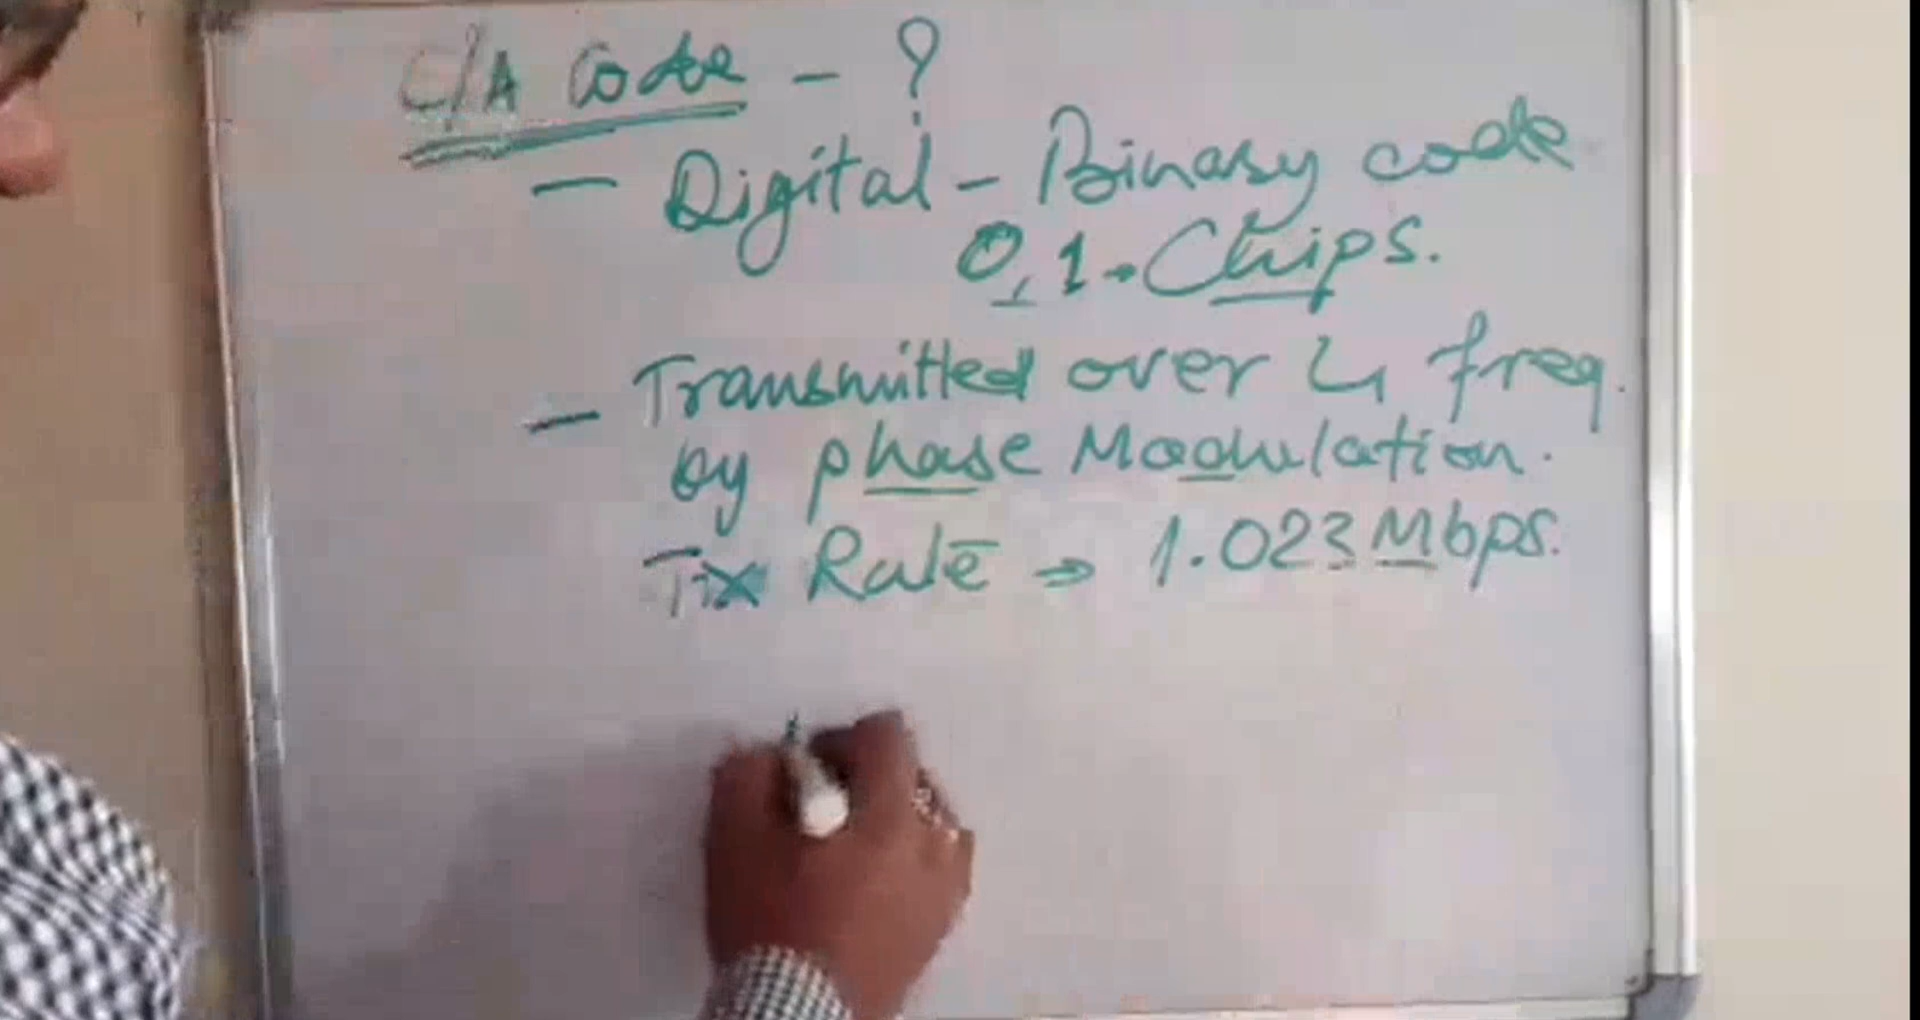 C/A Code - ?
- Digital - Binary code
0, 1 → Chips.
- Transmitted over L1 freq.
by phase Modulation.
Tx Rate → 1.023 Mbps.